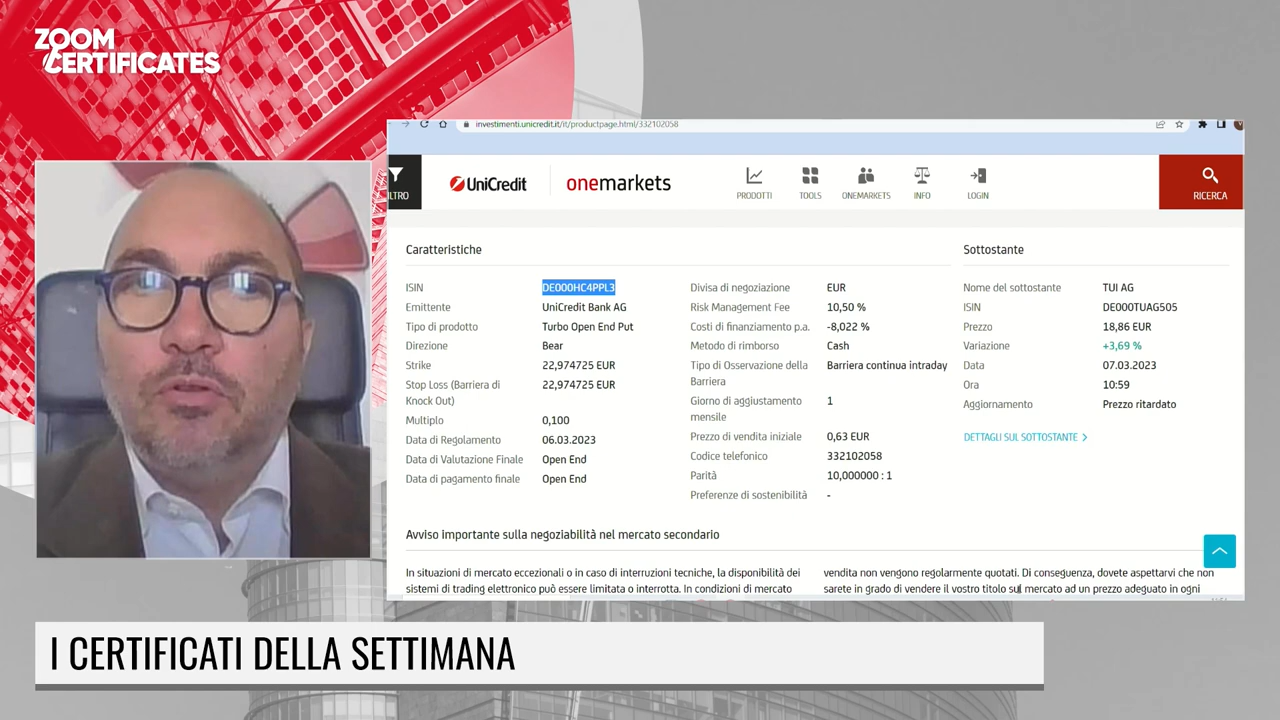 ZOOM
CERTIFICATES
investimenti.unicredit.it/it/productpage.html/332102058
LTRO
UniCredit
onemarkets
PRODOTTI
TOOLS
ONEMARKETS
INFO
LOGIN
RICERCA
Caratteristiche
ISIN DE000HC4PPL3
Emittente UniCredit Bank AG
Tipo di prodotto Turbo Open End Put
Direzione Bear
Strike 22,974725 EUR
Stop Loss (Barriera di 22,974725 EUR
Knock Out)
Multiplo 0,100
Data di Regolamento 06.03.2023
Data di Valutazione Finale Open End
Data di pagamento finale Open End
Divisa di negoziazione EUR
Risk Management Fee 10,50 %
Costi di finanziamento p.a. -8,022 %
Metodo di rimborso Cash
Tipo di Osservazione della Barriera continua intraday
Barriera
Giorno di aggiustamento 1
mensile
Prezzo di vendita iniziale 0,63 EUR
Codice telefonico 332102058
Parità 10,000000 : 1
Preferenze di sostenibilità -
Sottostante
Nome del sottostante TUI AG
ISIN DE000TUAG505
Prezzo 18,86 EUR
Variazione +3,69 %
Data 07.03.2023
Ora 10:59
Aggiornamento Prezzo ritardato
DETTAGLI SUL SOTTOSTANTE
Avviso importante sulla negoziabilità nel mercato secondario
In situazioni di mercato eccezionali o in caso di interruzioni tecniche, la disponibilità dei
sistemi di trading elettronico può essere limitata o interrotta. In condizioni di mercato
vendita non vengono regolarmente quotati. Di conseguenza, dovete aspettarvi che non
sarete in grado di vendere il vostro titolo sul mercato ad un prezzo adeguato in ogni
I CERTIFICATI DELLA SETTIMANA